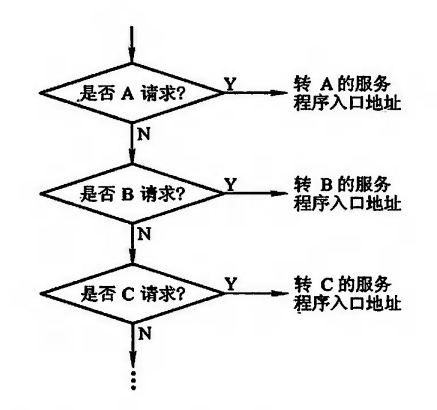 是否 A 请求?
Y
转 A 的服务
程序入口地址
N
是否 B 请求?
Y
转 B 的服务
程序入口地址
N
是否 C 请求?
Y
转 C 的服务
程序入口地址
N